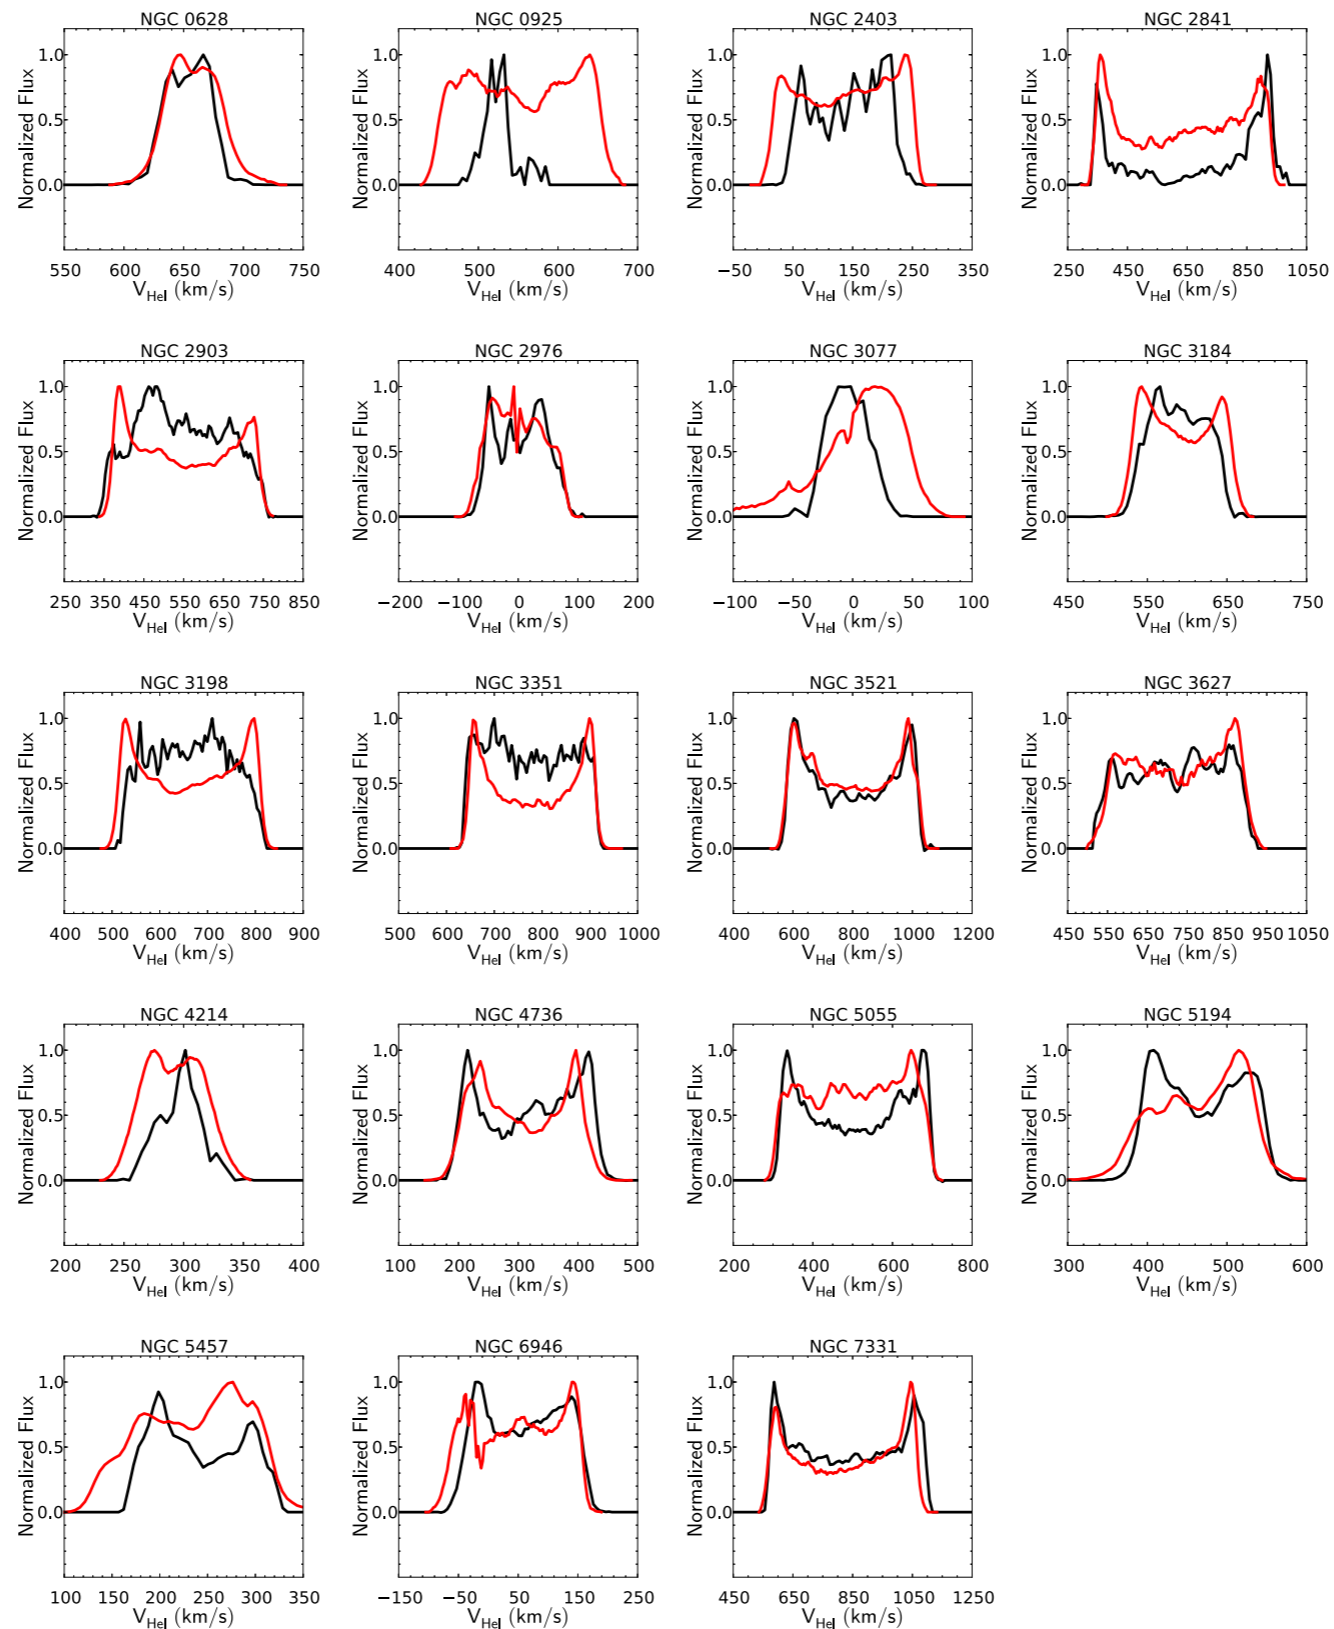 NGC 0628 NGC 0925 NGC 2403 NGC 2841
Normalized Flux Normalized Flux Normalized Flux Normalized Flux
1.0 1.0 1.0 1.0
0.5 0.5 0.5 0.5
0.0 0.0 0.0 0.0
550 600 650 700 750 400 500 600 700 −50 50 150 250 350 250 450 650 850 1050
V_Hel (km/s) V_Hel (km/s) V_Hel (km/s) V_Hel (km/s)
NGC 2903 NGC 2976 NGC 3077 NGC 3184
Normalized Flux Normalized Flux Normalized Flux Normalized Flux
1.0 1.0 1.0 1.0
0.5 0.5 0.5 0.5
0.0 0.0 0.0 0.0
250 350 450 550 650 750 850 −200 −100 0 100 200 −100 −50 0 50 100 450 550 650 750
V_Hel (km/s) V_Hel (km/s) V_Hel (km/s) V_Hel (km/s)
NGC 3198 NGC 3351 NGC 3521 NGC 3627
Normalized Flux Normalized Flux Normalized Flux Normalized Flux
1.0 1.0 1.0 1.0
0.5 0.5 0.5 0.5
0.0 0.0 0.0 0.0
400 500 600 700 800 900 500 600 700 800 900 1000 400 600 800 1000 1200 450 550 650 750 850 950 1050
V_Hel (km/s) V_Hel (km/s) V_Hel (km/s) V_Hel (km/s)
NGC 4214 NGC 4736 NGC 5055 NGC 5194
Normalized Flux Normalized Flux Normalized Flux Normalized Flux
1.0 1.0 1.0 1.0
0.5 0.5 0.5 0.5
0.0 0.0 0.0 0.0
200 250 300 350 400 100 200 300 400 500 200 400 600 800 300 400 500 600
V_Hel (km/s) V_Hel (km/s) V_Hel (km/s) V_Hel (km/s)
NGC 5457 NGC 6946 NGC 7331
Normalized Flux Normalized Flux Normalized Flux
1.0 1.0 1.0
0.5 0.5 0.5
0.0 0.0 0.0
100 150 200 250 300 350 −150 −50 50 150 250 450 650 850 1050 1250
V_Hel (km/s) V_Hel (km/s) V_Hel (km/s)